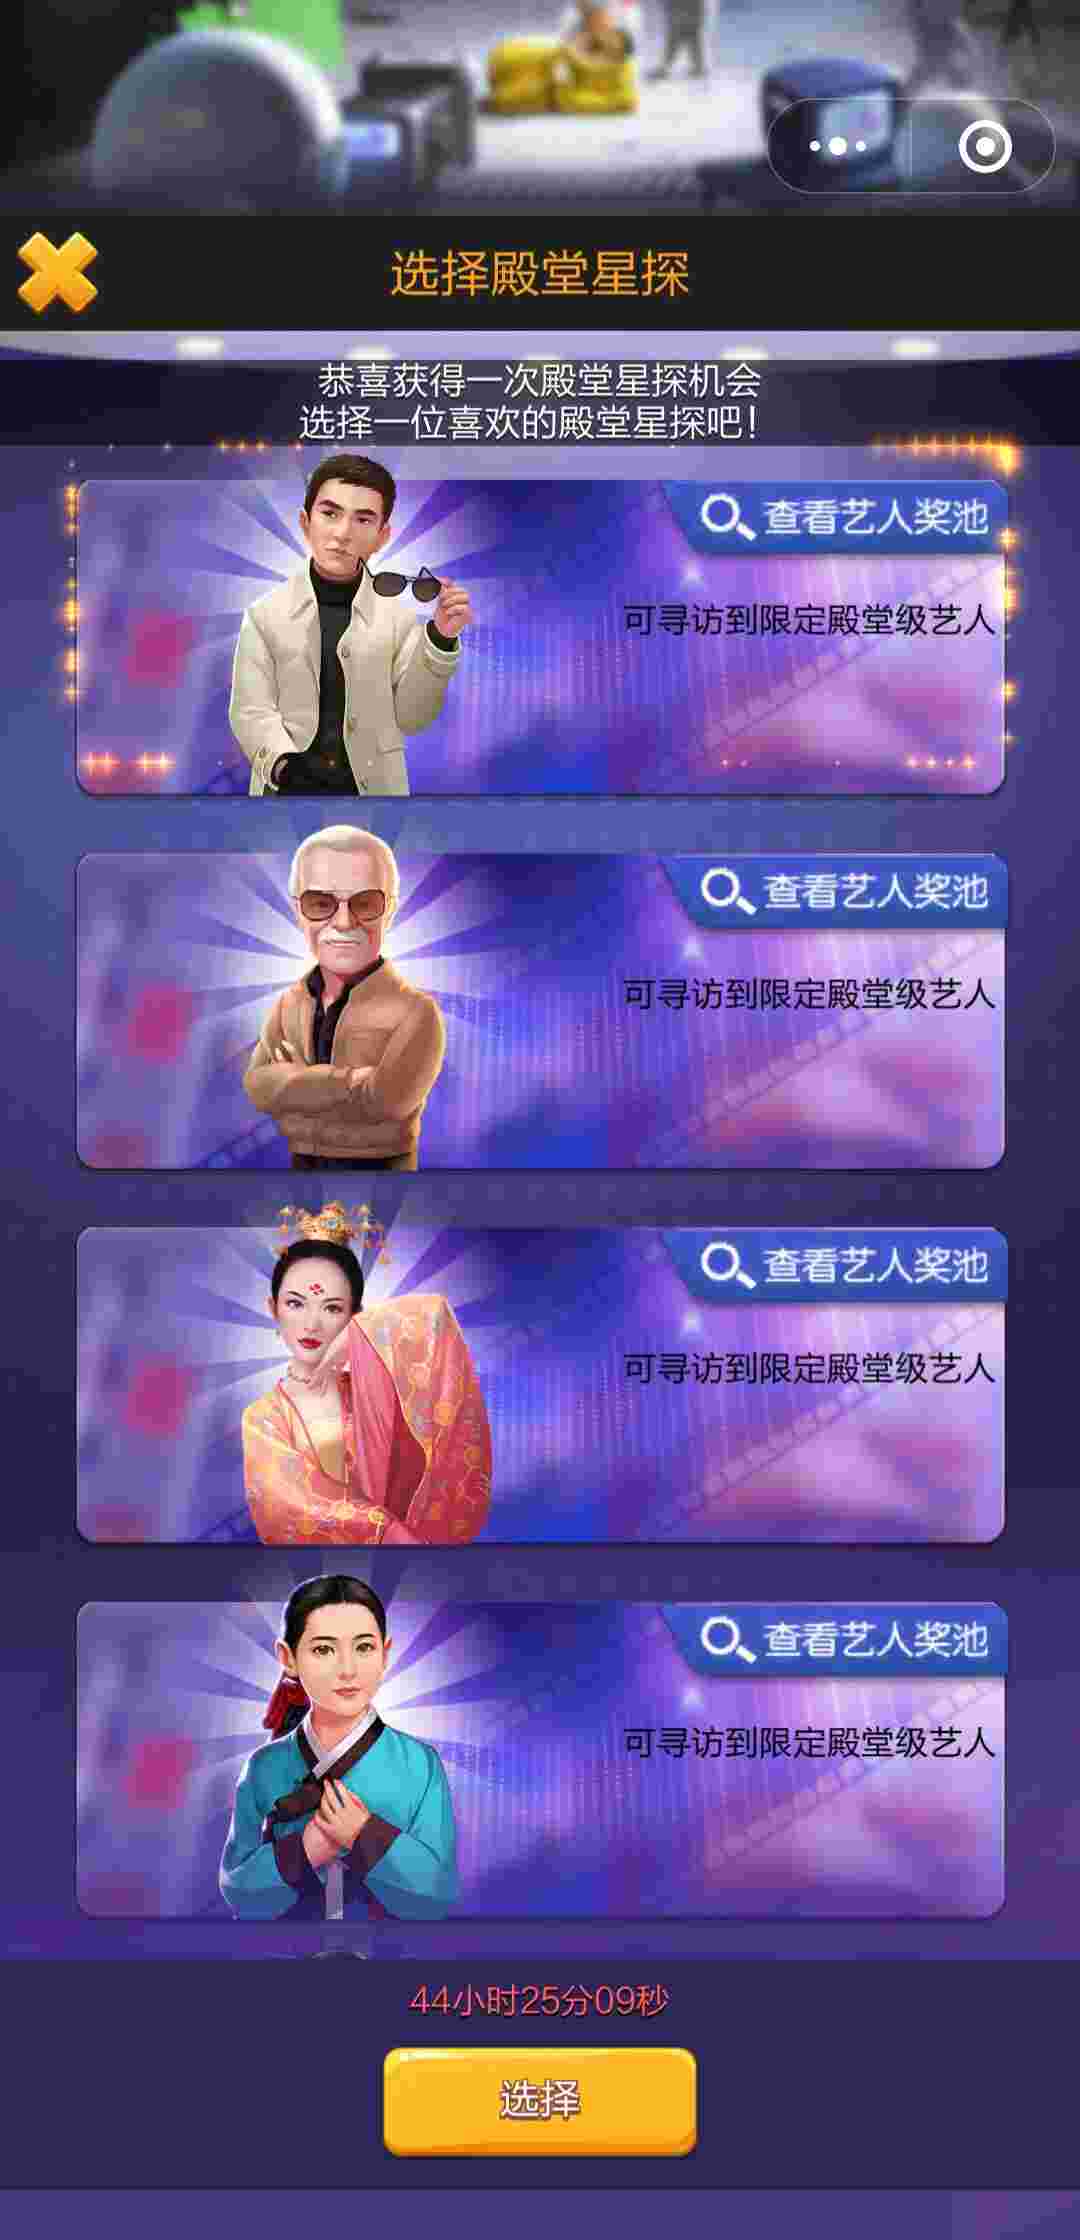 选择殿堂星探
恭喜获得一次殿堂星探机会
选择一位喜欢的殿堂星探吧！
查看艺人奖池
可寻访到限定殿堂级艺人
查看艺人奖池
可寻访到限定殿堂级艺人
查看艺人奖池
可寻访到限定殿堂级艺人
查看艺人奖池
可寻访到限定殿堂级艺人
44小时25分09秒
选择